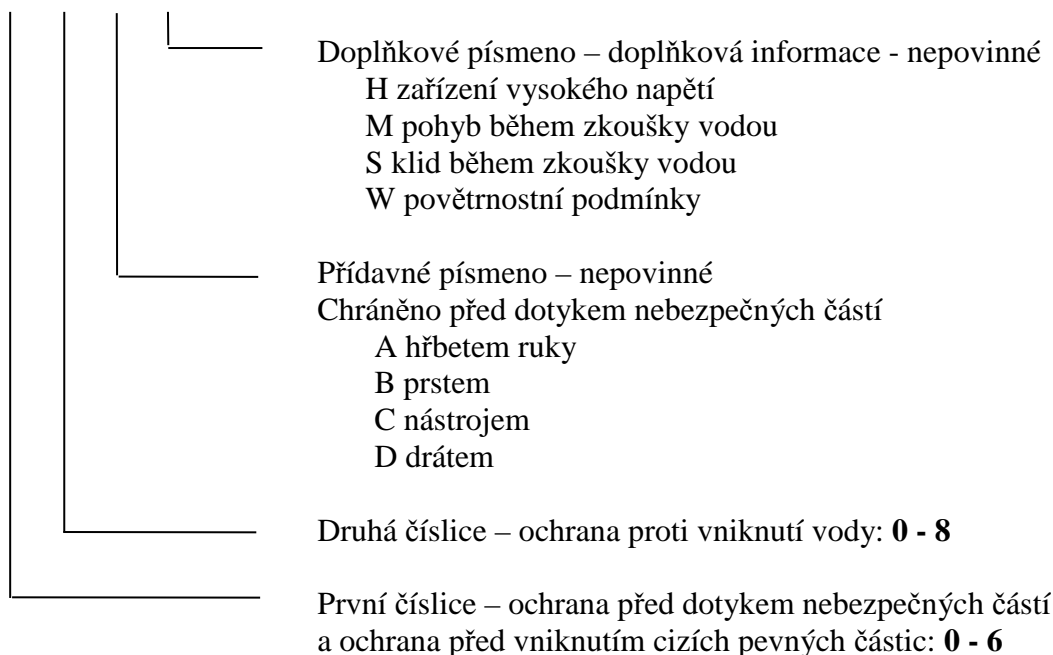 Doplňkové písmeno – doplňková informace - nepovinné
H zařízení vysokého napětí
M pohyb během zkoušky vodou
S klid během zkoušky vodou
W povětrnostní podmínky
Přídavné písmeno – nepovinné
Chráněno před dotykem nebezpečných částí
A hřbetem ruky
B prstem
C nástrojem
D drátem
Druhá číslice – ochrana proti vniknutí vody: 0 - 8
První číslice – ochrana před dotykem nebezpečných částí
a ochrana před vniknutím cizích pevných částic: 0 - 6